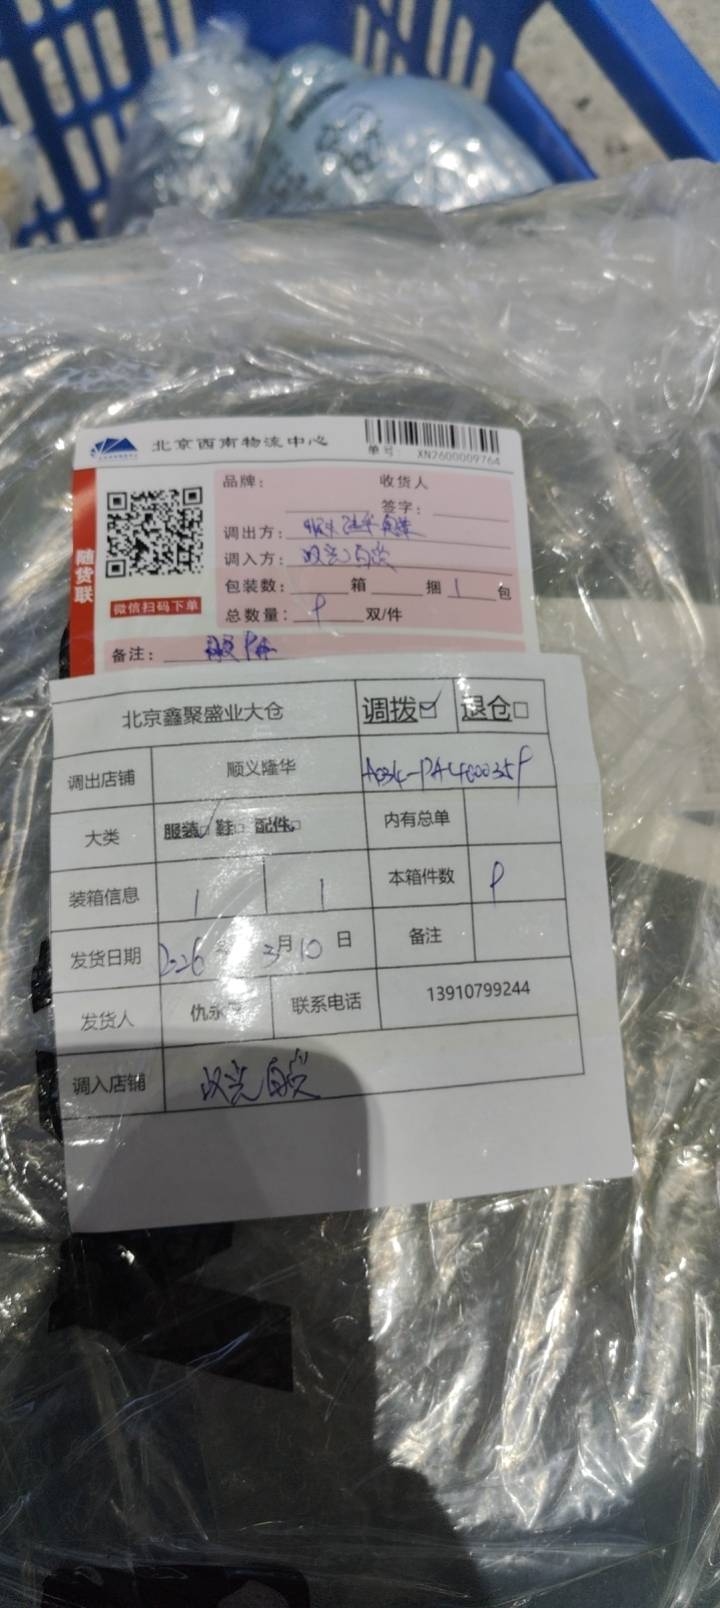 北京西南物流中心
单号: XN2600009764
随货联
微信扫码下单
品牌: 收货人
签字:
调出方:
调入方:
包装数: 箱 捆 1 包
总数量: 双/件
备注:
北京鑫聚盛业大仓 调拨☑ 退仓□
调出店铺 顺义隆华
大类 服装☑ 鞋□ 配件□ 内有总单
装箱信息 1 1 本箱件数
发货日期 2026 年 3月10日 备注
发货人 仇永 联系电话 13910799244
调入店铺